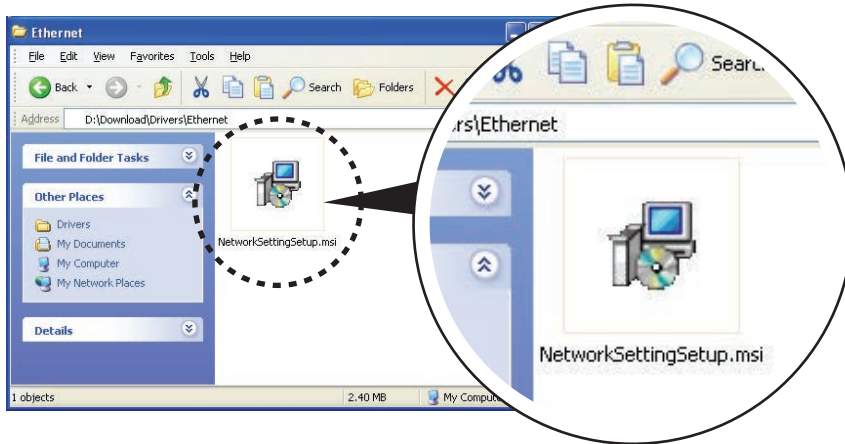 Ethernet
File Edit View Favorites Tools Help
Back Search Folders
Address D:\Download\Drivers\Ethernet
File and Folder Tasks
Other Places
Drivers
My Documents
My Computer
My Network Places
Details
NetworkSettingSetup.msi
1 objects 2.40 MB My Compute
Searc
rs\Ethernet
NetworkSettingSetup.msi